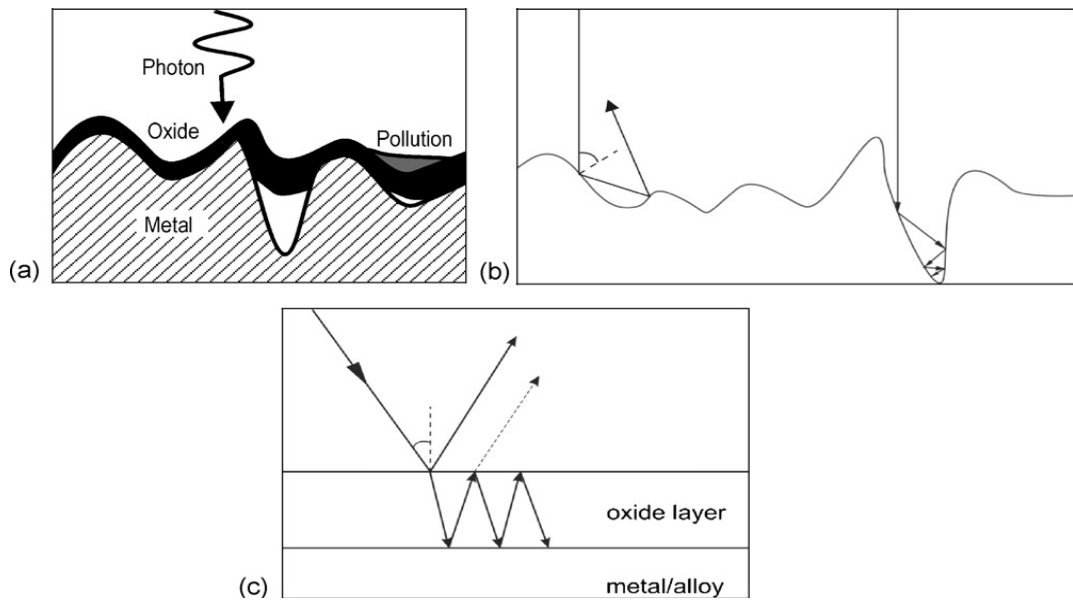 Photon
Oxide
Pollution
Metal
(a)
(b)
oxide layer
metal/alloy
(c)